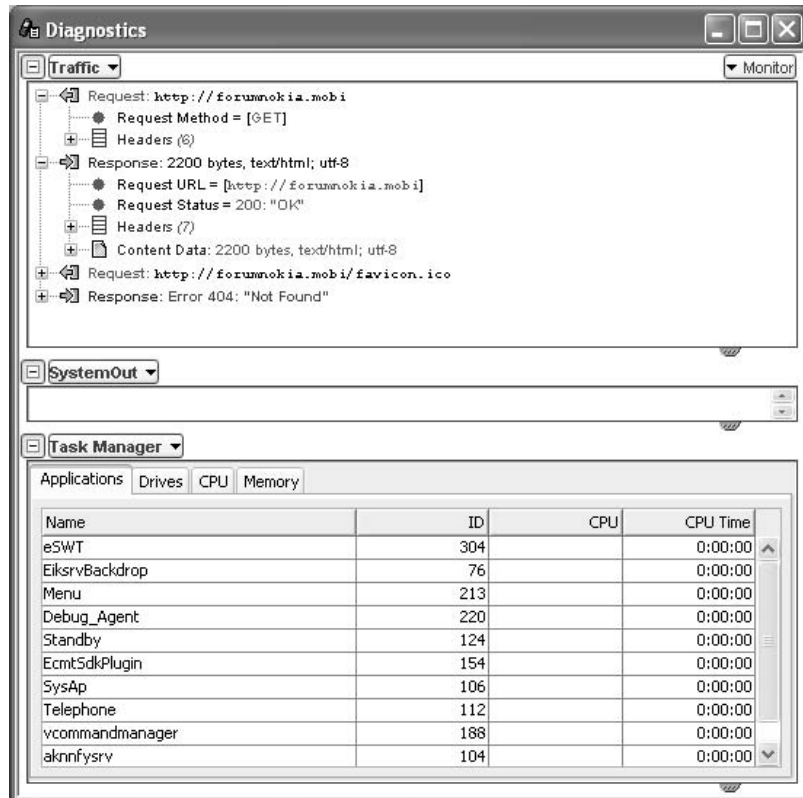 Diagnostics
Traffic
Monitor
Request: http://forumnokia.mobi
Request Method = [GET]
Headers (6)
Response: 2200 bytes, text/html; utf-8
Request URL = [http://forumnokia.mobi]
Request Status = 200: "OK"
Headers (7)
Content Data: 2200 bytes, text/html; utf-8
Request: http://forumnokia.mobi/favicon.ico
Response: Error 404: "Not Found"
SystemOut
Task Manager
Applications Drives CPU Memory
Name ID CPU CPU Time
eSWT 304 0:00:00
EiksrvBackdrop 76 0:00:00
Menu 213 0:00:00
Debug_Agent 220 0:00:00
Standby 124 0:00:00
EcmtSdkPlugin 154 0:00:00
SysAp 106 0:00:00
Telephone 112 0:00:00
vcommandmanager 188 0:00:00
aknnfysrv 104 0:00:00